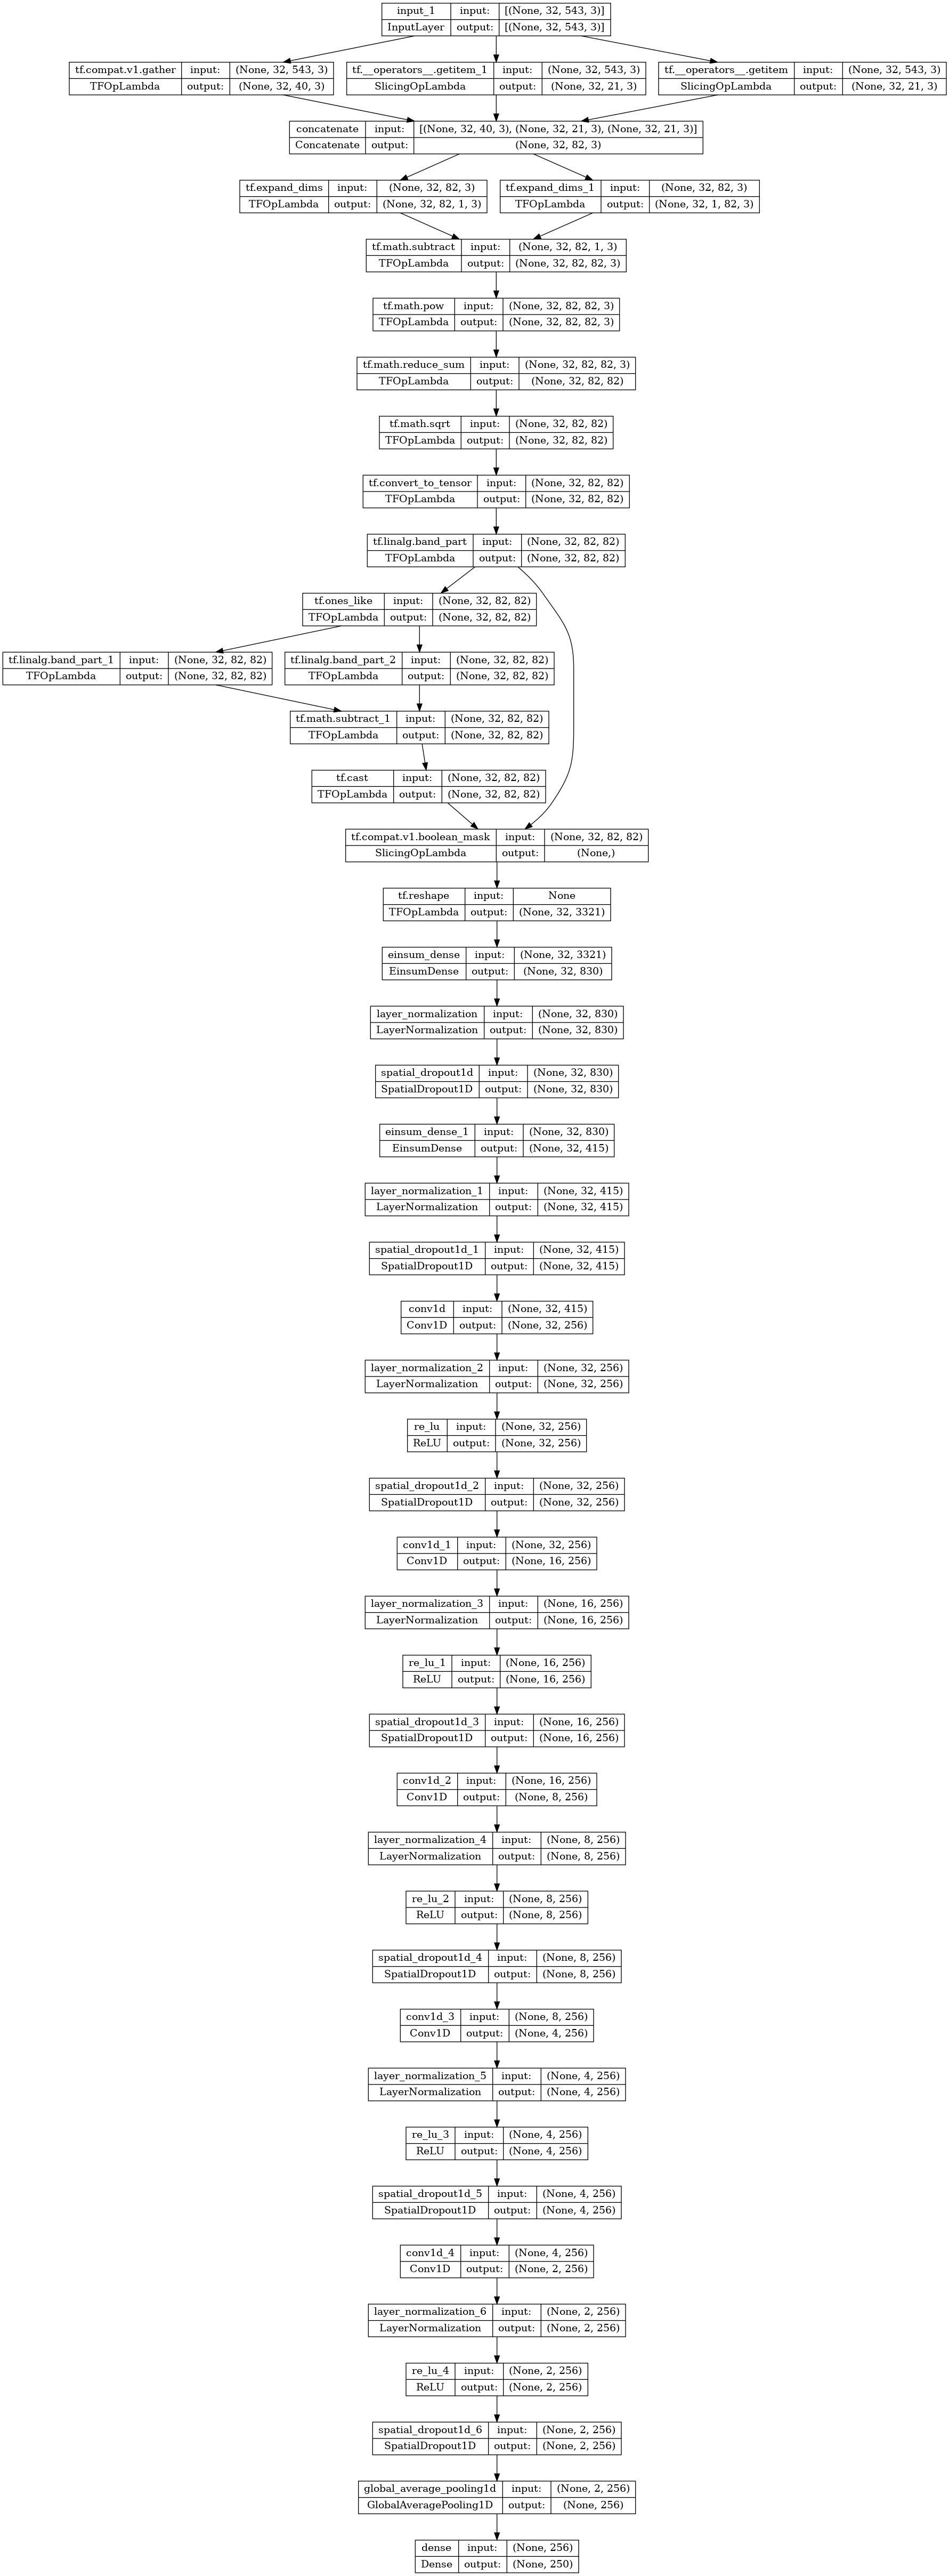 input_1 input: [(None, 32, 543, 3)]
InputLayer output: [(None, 32, 543, 3)]
tf.compat.v1.gather input: (None, 32, 543, 3)
TFOpLambda output: (None, 32, 40, 3)
tf.__operators__.getitem_1 input: (None, 32, 543, 3)
SlicingOpLambda output: (None, 32, 21, 3)
tf.__operators__.getitem input: (None, 32, 543, 3)
SlicingOpLambda output: (None, 32, 21, 3)
concatenate input: [(None, 32, 40, 3), (None, 32, 21, 3), (None, 32, 21, 3)]
Concatenate output: (None, 32, 82, 3)
tf.expand_dims input: (None, 32, 82, 3)
TFOpLambda output: (None, 32, 82, 1, 3)
tf.expand_dims_1 input: (None, 32, 82, 3)
TFOpLambda output: (None, 32, 1, 82, 3)
tf.math.subtract input: (None, 32, 82, 1, 3)
TFOpLambda output: (None, 32, 82, 82, 3)
tf.math.pow input: (None, 32, 82, 82, 3)
TFOpLambda output: (None, 32, 82, 82, 3)
tf.math.reduce_sum input: (None, 32, 82, 82, 3)
TFOpLambda output: (None, 32, 82, 82)
tf.math.sqrt input: (None, 32, 82, 82)
TFOpLambda output: (None, 32, 82, 82)
tf.convert_to_tensor input: (None, 32, 82, 82)
TFOpLambda output: (None, 32, 82, 82)
tf.linalg.band_part input: (None, 32, 82, 82)
TFOpLambda output: (None, 32, 82, 82)
tf.ones_like input: (None, 32, 82, 82)
TFOpLambda output: (None, 32, 82, 82)
tf.linalg.band_part_1 input: (None, 32, 82, 82)
TFOpLambda output: (None, 32, 82, 82)
tf.linalg.band_part_2 input: (None, 32, 82, 82)
TFOpLambda output: (None, 32, 82, 82)
tf.math.subtract_1 input: (None, 32, 82, 82)
TFOpLambda output: (None, 32, 82, 82)
tf.cast input: (None, 32, 82, 82)
TFOpLambda output: (None, 32, 82, 82)
tf.compat.v1.boolean_mask input: (None, 32, 82, 82)
SlicingOpLambda output: (None,)
tf.reshape input: None
TFOpLambda output: (None, 32, 3321)
einsum_dense input: (None, 32, 3321)
EinsumDense output: (None, 32, 830)
layer_normalization input: (None, 32, 830)
LayerNormalization output: (None, 32, 830)
spatial_dropout1d input: (None, 32, 830)
SpatialDropout1D output: (None, 32, 830)
einsum_dense_1 input: (None, 32, 830)
EinsumDense output: (None, 32, 415)
layer_normalization_1 input: (None, 32, 415)
LayerNormalization output: (None, 32, 415)
spatial_dropout1d_1 input: (None, 32, 415)
SpatialDropout1D output: (None, 32, 415)
conv1d input: (None, 32, 415)
Conv1D output: (None, 32, 256)
layer_normalization_2 input: (None, 32, 256)
LayerNormalization output: (None, 32, 256)
re_lu input: (None, 32, 256)
ReLU output: (None, 32, 256)
spatial_dropout1d_2 input: (None, 32, 256)
SpatialDropout1D output: (None, 32, 256)
conv1d_1 input: (None, 32, 256)
Conv1D output: (None, 16, 256)
layer_normalization_3 input: (None, 16, 256)
LayerNormalization output: (None, 16, 256)
re_lu_1 input: (None, 16, 256)
ReLU output: (None, 16, 256)
spatial_dropout1d_3 input: (None, 16, 256)
SpatialDropout1D output: (None, 16, 256)
conv1d_2 input: (None, 16, 256)
Conv1D output: (None, 8, 256)
layer_normalization_4 input: (None, 8, 256)
LayerNormalization output: (None, 8, 256)
re_lu_2 input: (None, 8, 256)
ReLU output: (None, 8, 256)
spatial_dropout1d_4 input: (None, 8, 256)
SpatialDropout1D output: (None, 8, 256)
conv1d_3 input: (None, 8, 256)
Conv1D output: (None, 4, 256)
layer_normalization_5 input: (None, 4, 256)
LayerNormalization output: (None, 4, 256)
re_lu_3 input: (None, 4, 256)
ReLU output: (None, 4, 256)
spatial_dropout1d_5 input: (None, 4, 256)
SpatialDropout1D output: (None, 4, 256)
conv1d_4 input: (None, 4, 256)
Conv1D output: (None, 2, 256)
layer_normalization_6 input: (None, 2, 256)
LayerNormalization output: (None, 2, 256)
re_lu_4 input: (None, 2, 256)
ReLU output: (None, 2, 256)
spatial_dropout1d_6 input: (None, 2, 256)
SpatialDropout1D output: (None, 2, 256)
global_average_pooling1d input: (None, 2, 256)
GlobalAveragePooling1D output: (None, 256)
dense input: (None, 256)
Dense output: (None, 250)